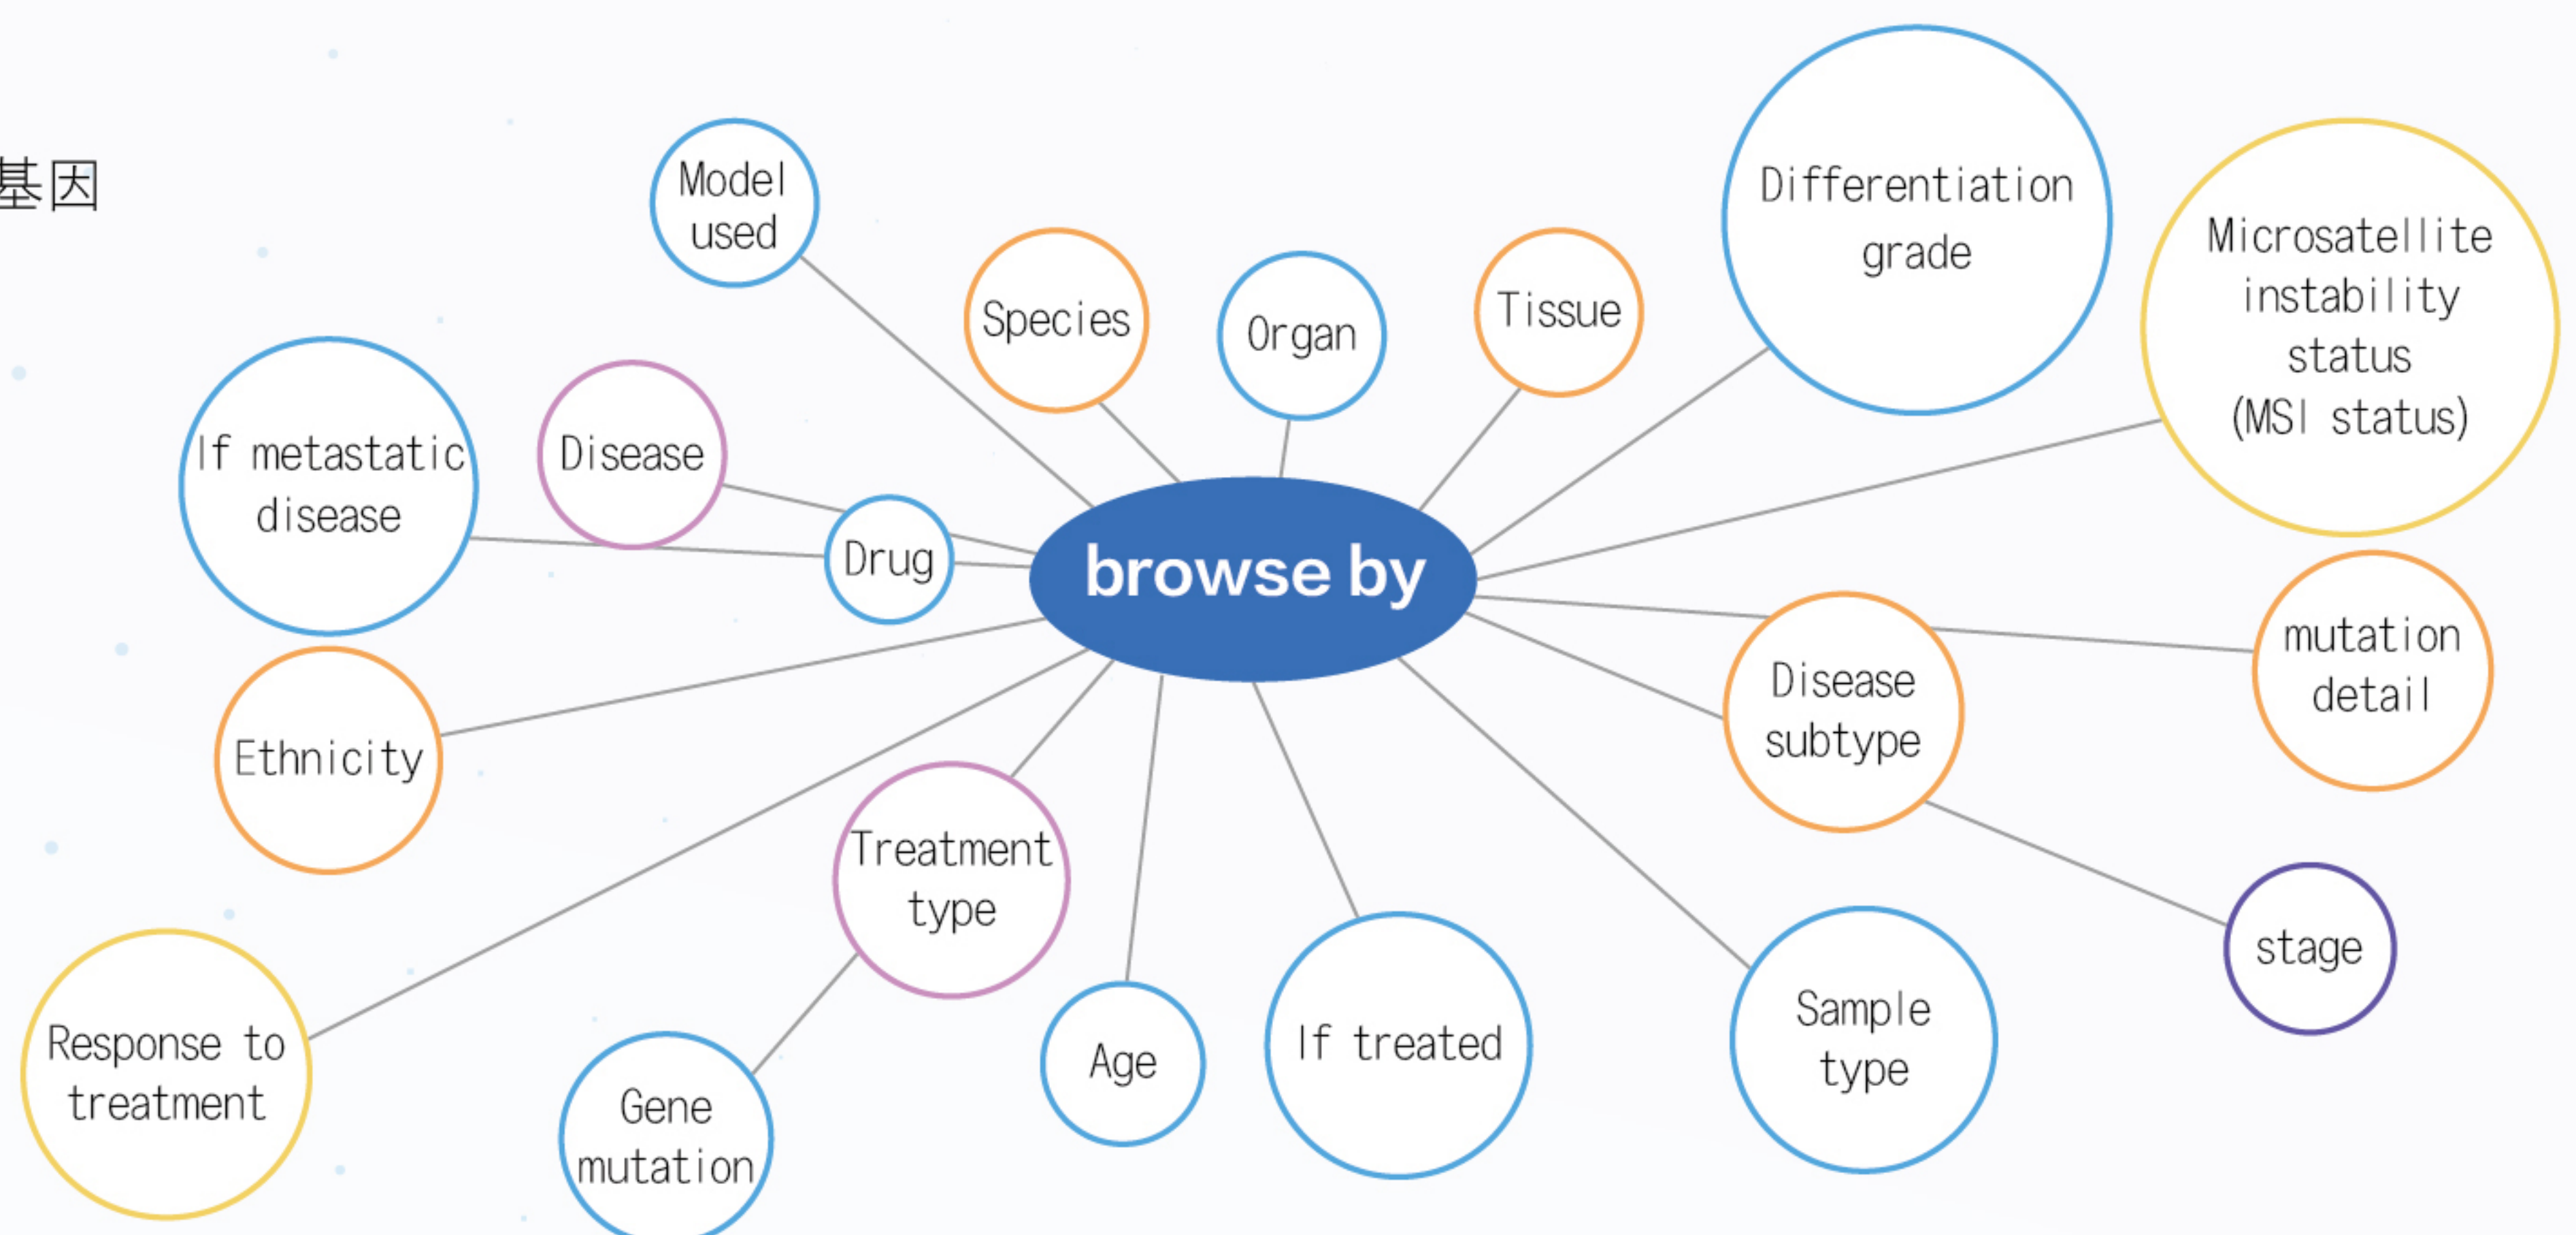 基因
Model
used
Species
Organ
Tissue
Differentiation
grade
Microsatellite
instability
status
(MSI status)
If metastatic
disease
Disease
Drug
browse by
mutation
detail
Disease
subtype
Ethnicity
Treatment
type
stage
Response to
treatment
Gene
mutation
Age
If treated
Sample
type